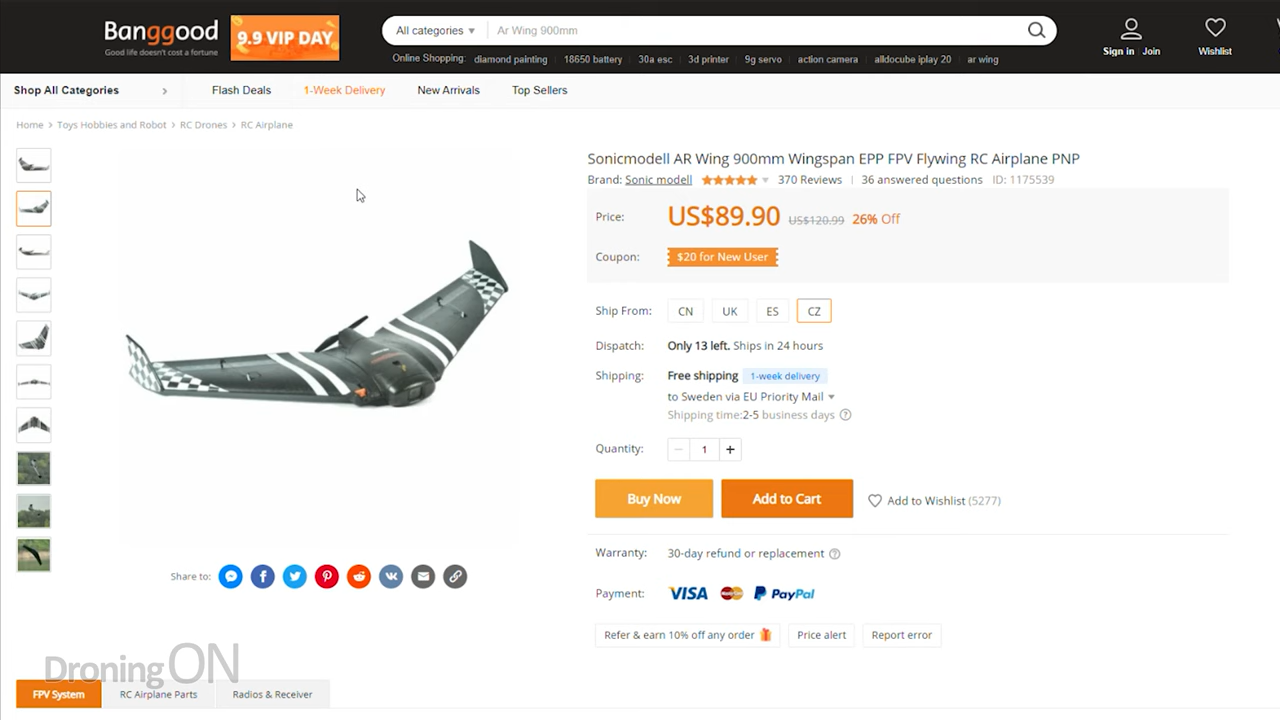 Banggood
Good life doesn't cost a fortune
9.9 VIP DAY
All categories ▾ Ar Wing 900mm
Online Shopping: diamond painting 18650 battery 30a esc 3d printer 9g servo action camera alldocube iplay 20 ar wing
Sign in Join
Wishlist
Shop All Categories > Flash Deals 1-Week Delivery New Arrivals Top Sellers
Home > Toys Hobbies and Robot > RC Drones > RC Airplane
Sonicmodell AR Wing 900mm Wingspan EPP FPV Flywing RC Airplane PNP
Brand: Sonic modell 370 Reviews | 36 answered questions ID: 1175539
Price: US$89.90 US$120.99 26% Off
Coupon: $20 for New User
Ship From: CN UK ES CZ
Dispatch: Only 13 left. Ships in 24 hours
Shipping: Free shipping 1-week delivery
to Sweden via EU Priority Mail ▾
Shipping time:2-5 business days ?
Quantity: − 1 +
Buy Now Add to Cart Add to Wishlist (5277)
Warranty: 30-day refund or replacement ?
Share to:
Payment: VISA MasterCard PayPal
Refer & earn 10% off any order Price alert Report error
DroningON
FPV System RC Airplane Parts Radios & Receiver